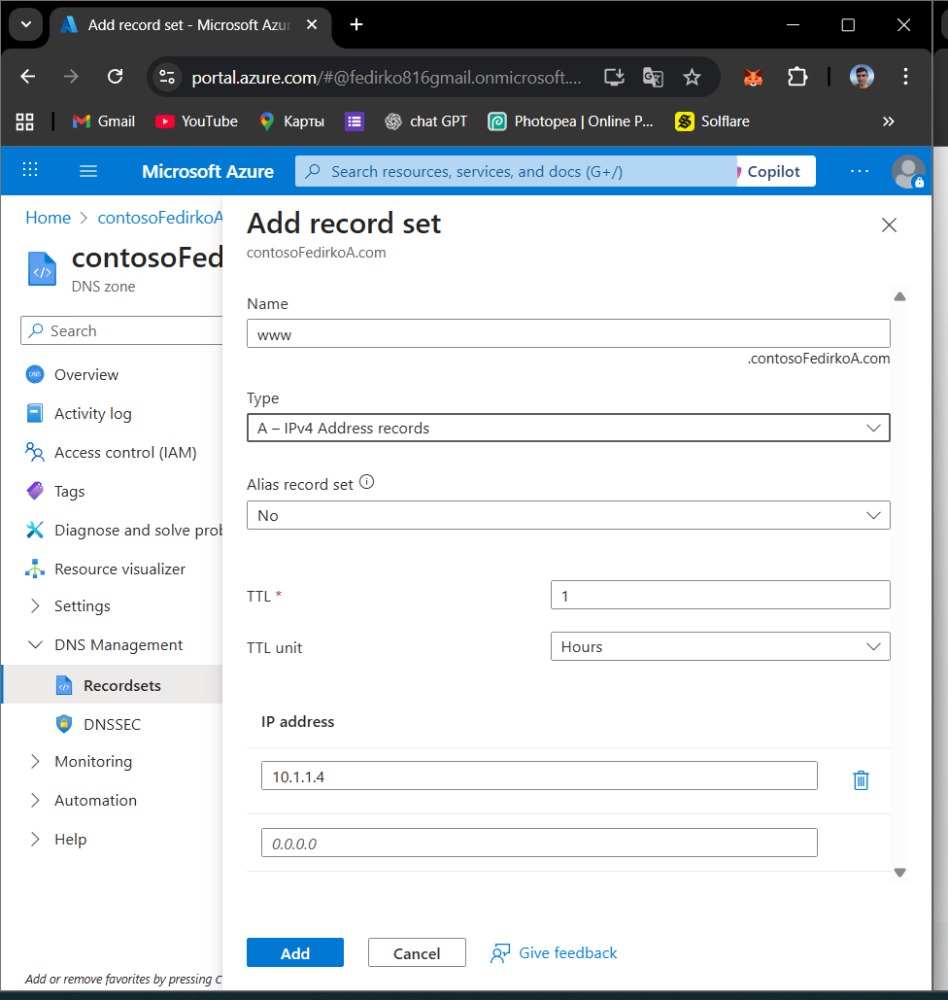 Add record set - Microsoft Azur
portal.azure.com/#@fedirko816gmail.onmicrosoft....
Gmail YouTube Карты chat GPT Photopea | Online P... Solflare
Microsoft Azure Search resources, services, and docs (G+/) Copilot
Home > contosoFedirkoA
contosoFed
DNS zone
Search
Overview
Activity log
Access control (IAM)
Tags
Diagnose and solve prob
Resource visualizer
Settings
DNS Management
Recordsets
DNSSEC
Monitoring
Automation
Help
Add or remove favorites by pressing C
Add record set
contosoFedirkoA.com
Name
www
.contosoFedirkoA.com
Type
A – IPv4 Address records
Alias record set
No
TTL * 1
TTL unit Hours
IP address
10.1.1.4
0.0.0.0
Add Cancel Give feedback